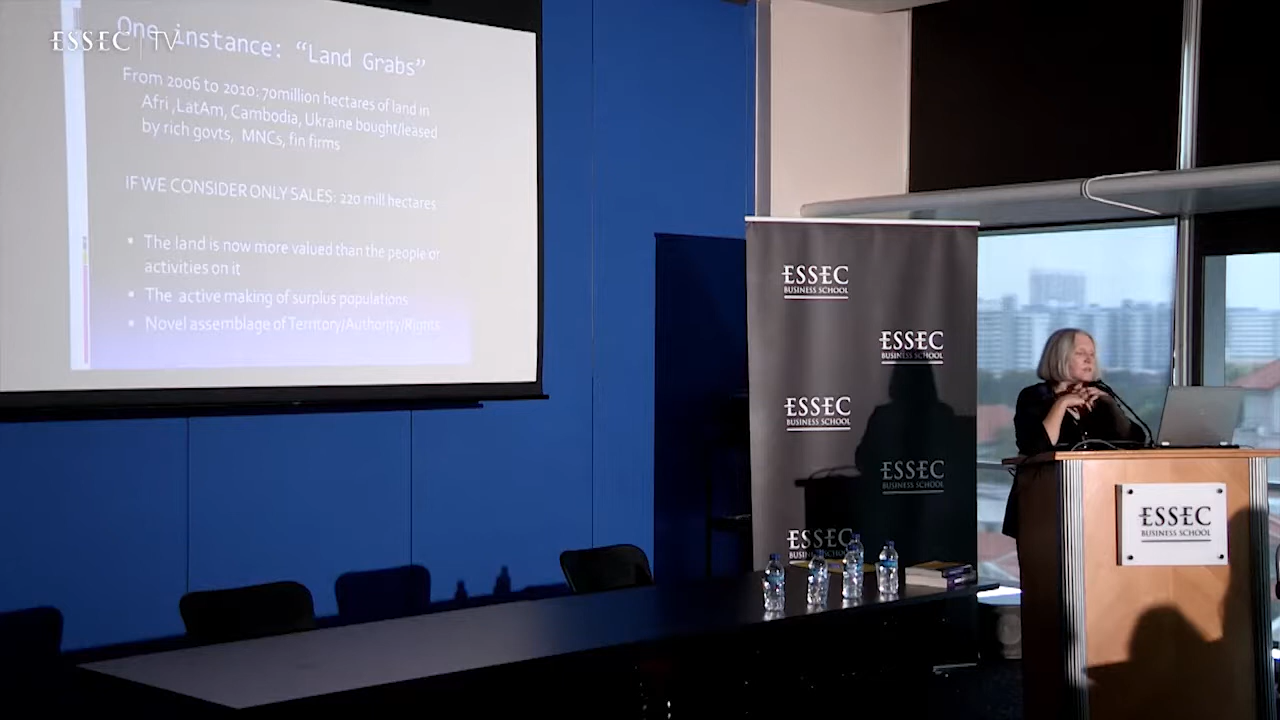 ESSEC | TV
One instance: "Land Grabs"
From 2006 to 2010: 70million hectares of land in
Afri ,LatAm, Cambodia, Ukraine bought/leased
by rich govts, MNCs, fin firms
iF WE CONSIDER ONLY SALES: 220 mill hectares
• The land is now more valued than the people or
activities on it
• The active making of surplus populations
• Novel assemblage of Territory/Authority/Rights
ESSEC
BUSINESS SCHOOL
ESSEC
BUSINESS SCHOOL
ESSEC
BUSINESS SCHOOL
ESSEC
BUSINESS SCHOOL
ESSEC
BUSINESS SCHOOL
ESSEC
BUSINESS SCHOOL